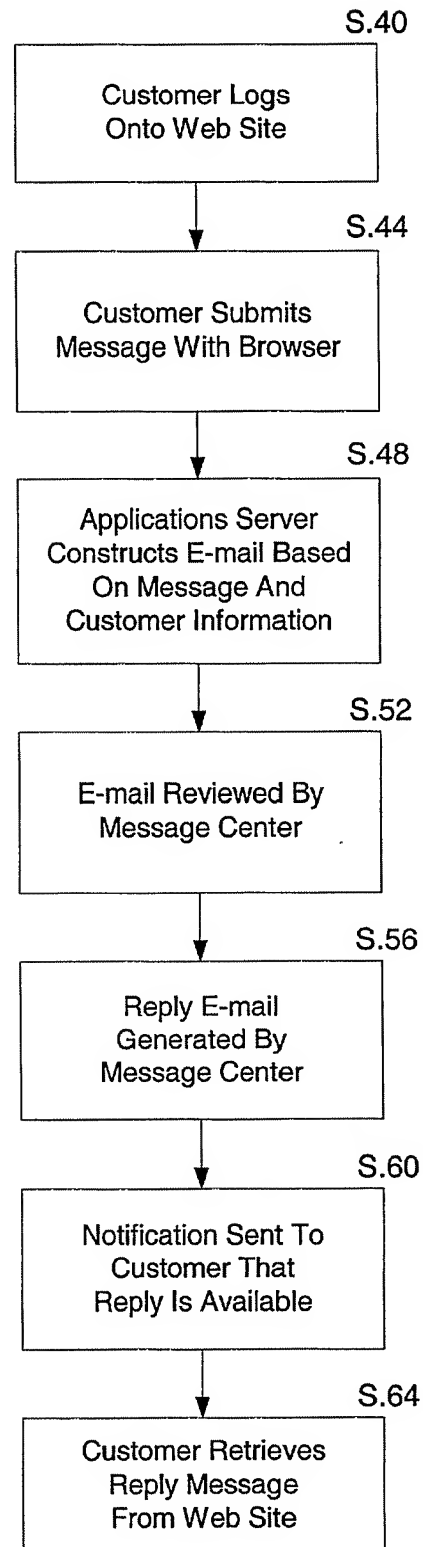 S.40
Customer Logs
Onto Web Site
S.44
Customer Submits
Message With Browser
S.48
Applications Server
Constructs E-mail Based
On Message And
Customer Information
S.52
E-mail Reviewed By
Message Center
S.56
Reply E-mail
Generated By
Message Center
S.60
Notification Sent To
Customer That
Reply Is Available
S.64
Customer Retrieves
Reply Message
From Web Site